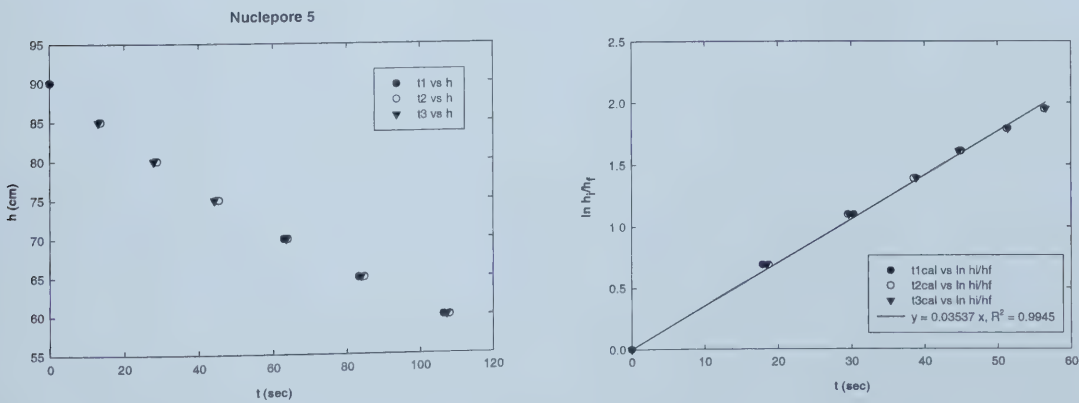 Nuclepore 5
95
90
85
80
75
70
65
60
55
h (cm)
0 20 40 60 80 100 120
t (sec)
t1 vs h
t2 vs h
t3 vs h
2.5
2.0
1.5
1.0
0.5
0.0
ln hi/hf
0 10 20 30 40 50 60
t (sec)
t1cal vs ln hi/hf
t2cal vs ln hi/hf
t3cal vs ln hi/hf
y = 0.03537 x, R² = 0.9945